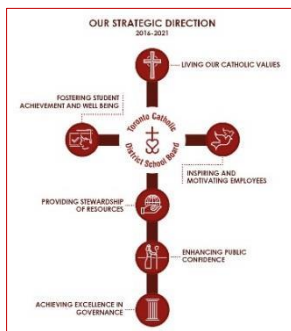 OUR STRATEGIC DIRECTION
2016-2021
LIVING OUR CATHOLIC VALUES
FOSTERING STUDENT
ACHIEVEMENT AND WELL BEING
Toronto Catholic
District School Board
INSPIRING AND
MOTIVATING EMPLOYEES
PROVIDING STEWARDSHIP
OF RESOURCES
ENHANCING PUBLIC
CONFIDENCE
ACHIEVING EXCELLENCE IN
GOVERNANCE